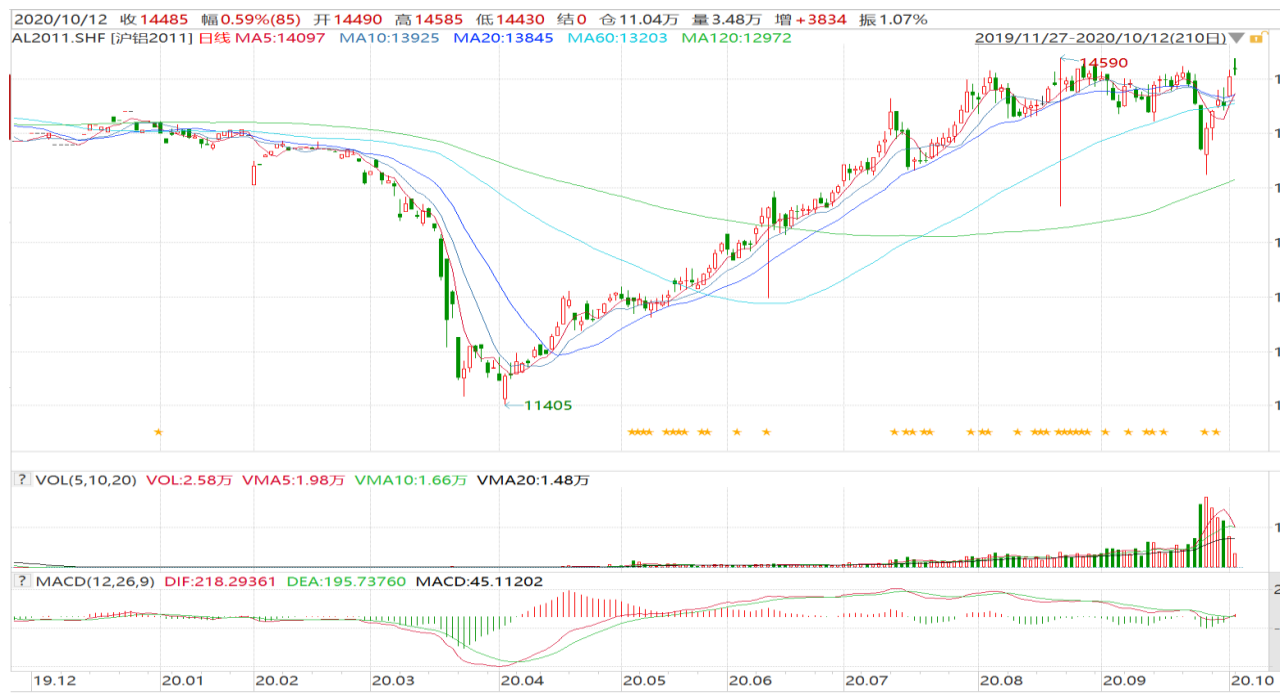 2020/10/12 收14485 幅0.59%(85) 开14490 高14585 低14430 结0 仓11.04万 量3.48万 增+3834 振1.07%
AL2011.SHF [沪铝2011] 日线 MA5:14097 MA10:13925 MA20:13845 MA60:13203 MA120:12972 2019/11/27-2020/10/12(210日)
14590
11405
? VOL(5,10,20) VOL:2.58万 VMA5:1.98万 VMA10:1.66万 VMA20:1.48万
? MACD(12,26,9) DIF:218.29361 DEA:195.73760 MACD:45.11202
19.12 20.01 20.02 20.03 20.04 20.05 20.06 20.07 20.08 20.09 20.10